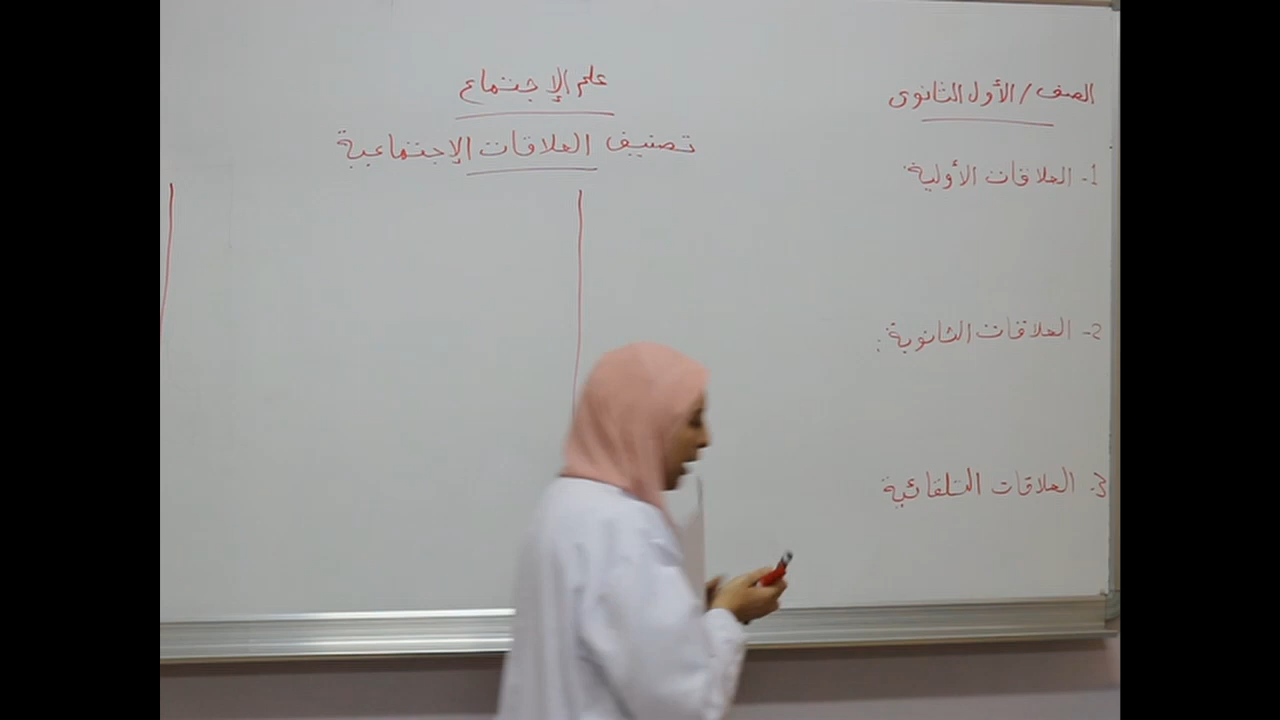 الصف / الأول الثانوى
علم الإجتماع
تصنيف العلاقات الإجتماعية
1- العلاقات الأولية:
2- العلاقات الثانوية:
3- العلاقات التلقائية